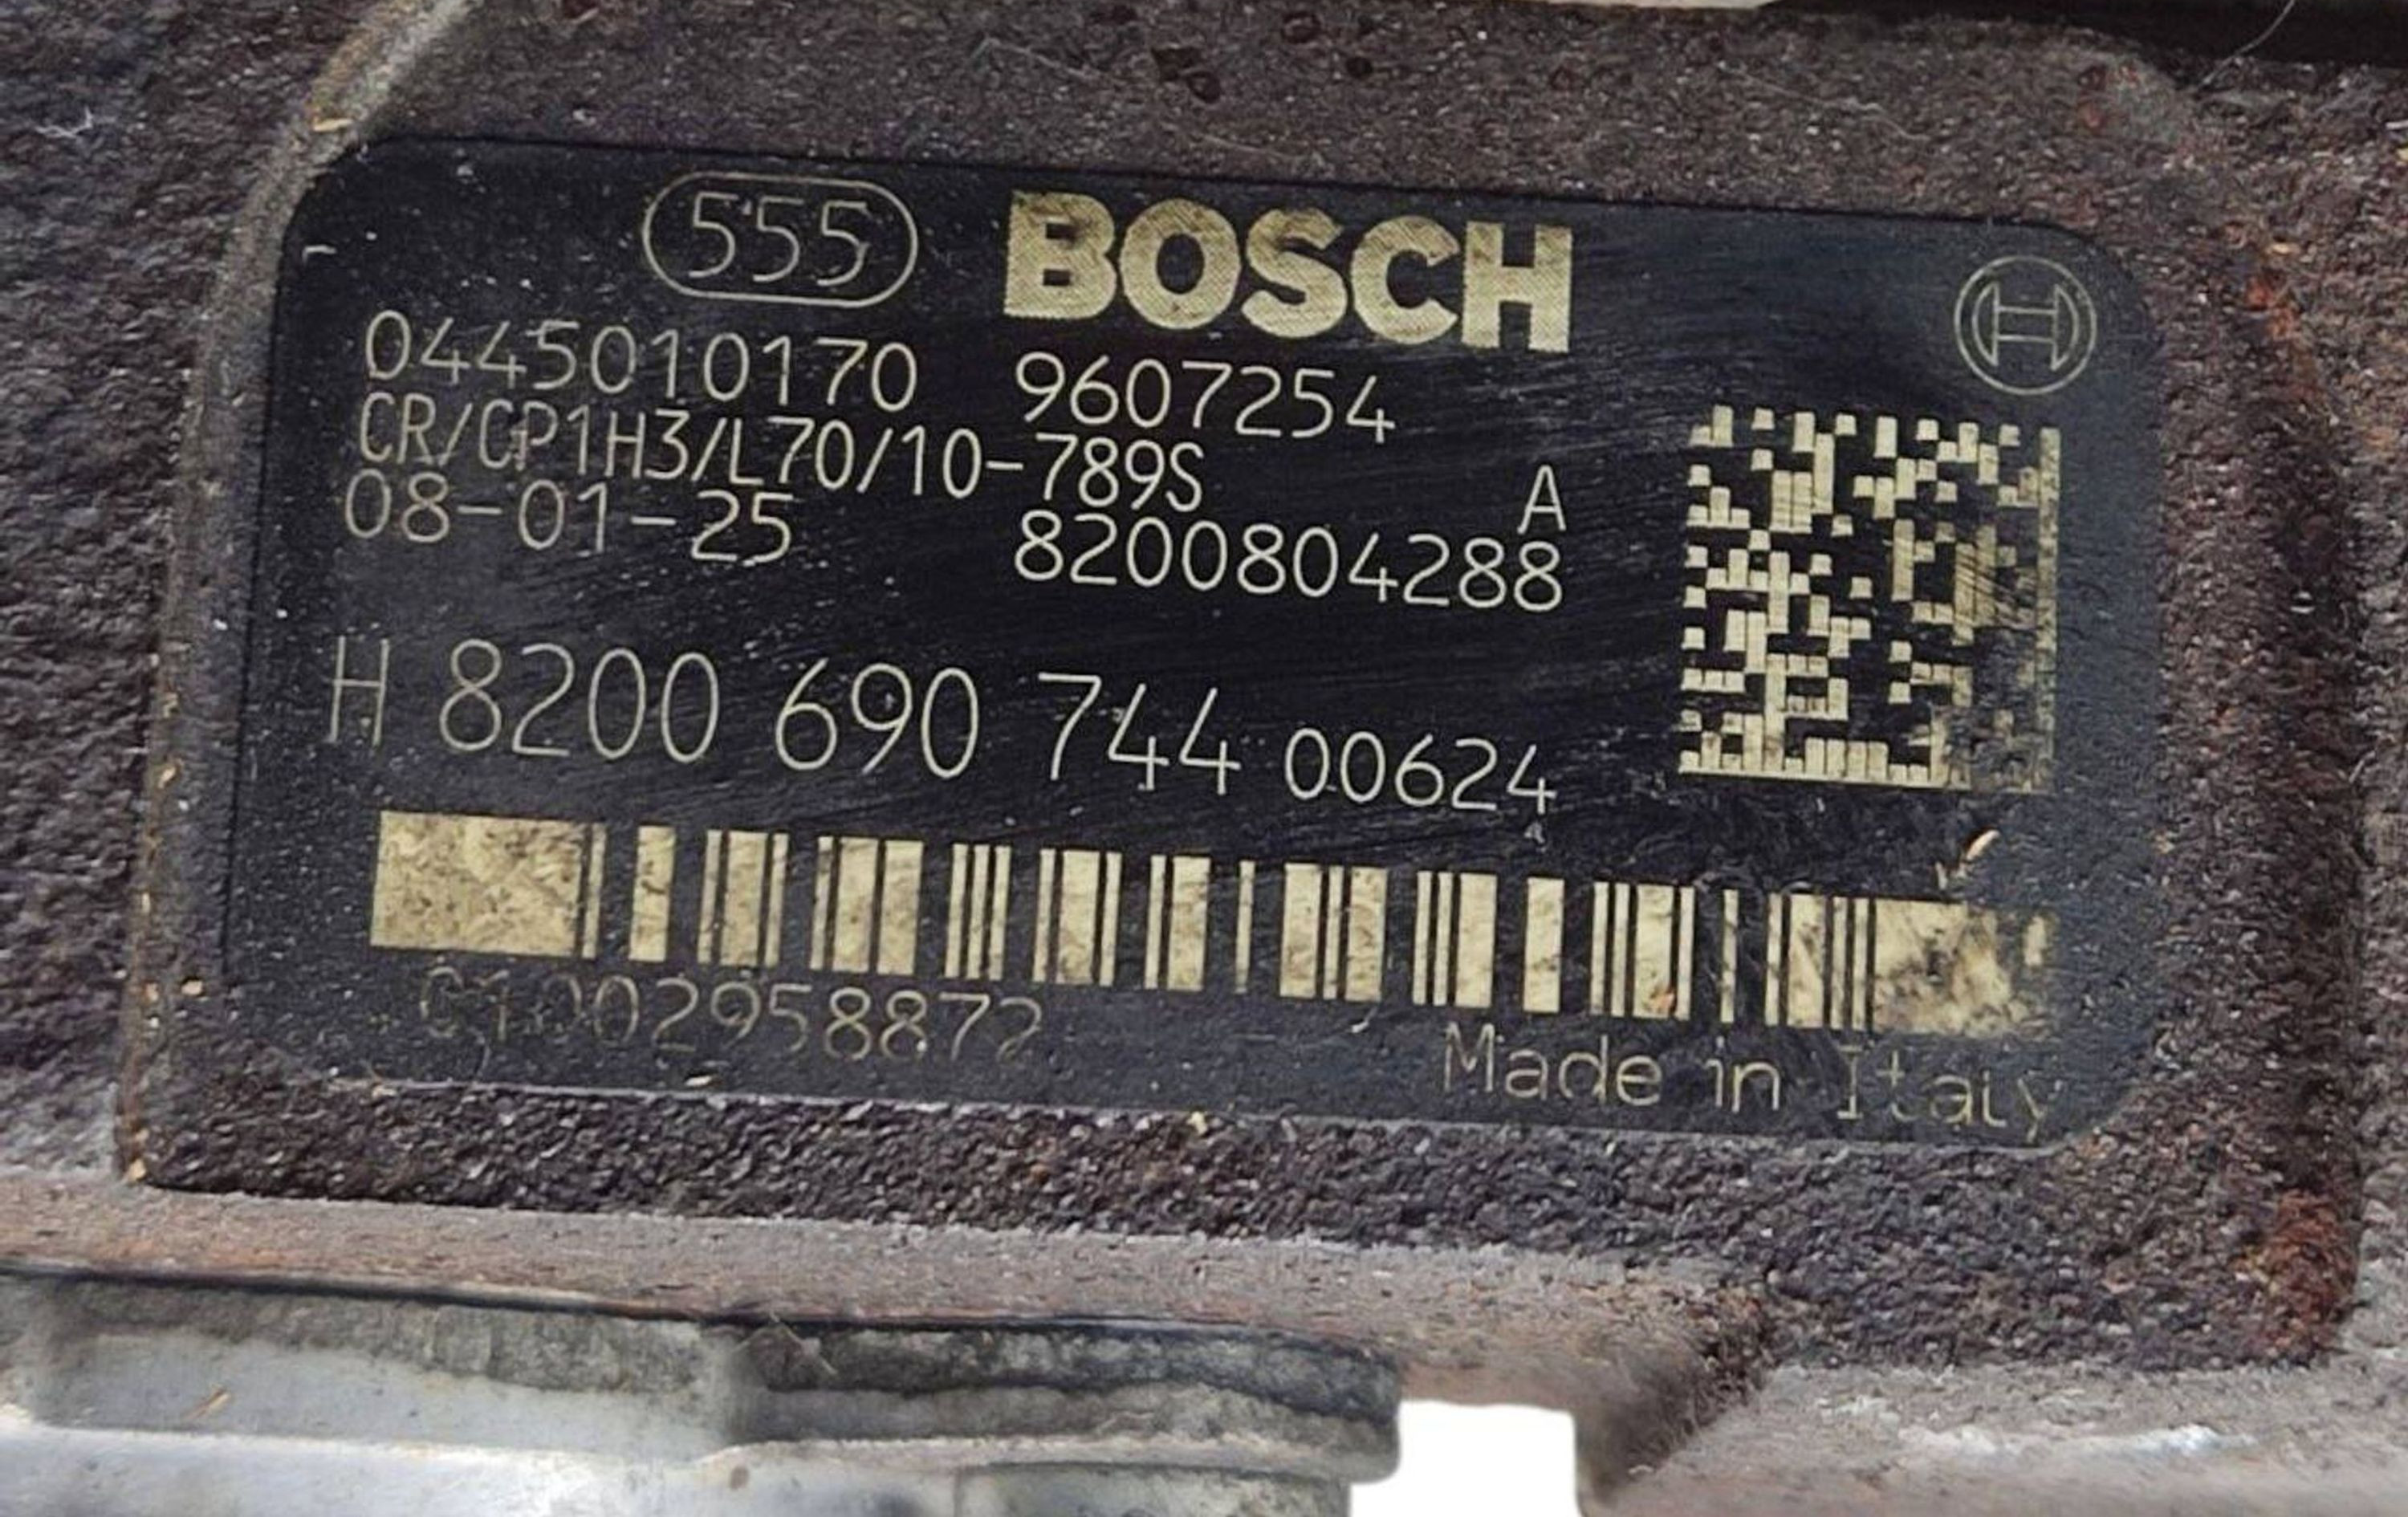 555 BOSCH
0445010170 9607254
CR/CP1H3/L70/10-789S A
08-01-25 8200804288
H 8200 690 744 00624
01002958872
Made in Italy